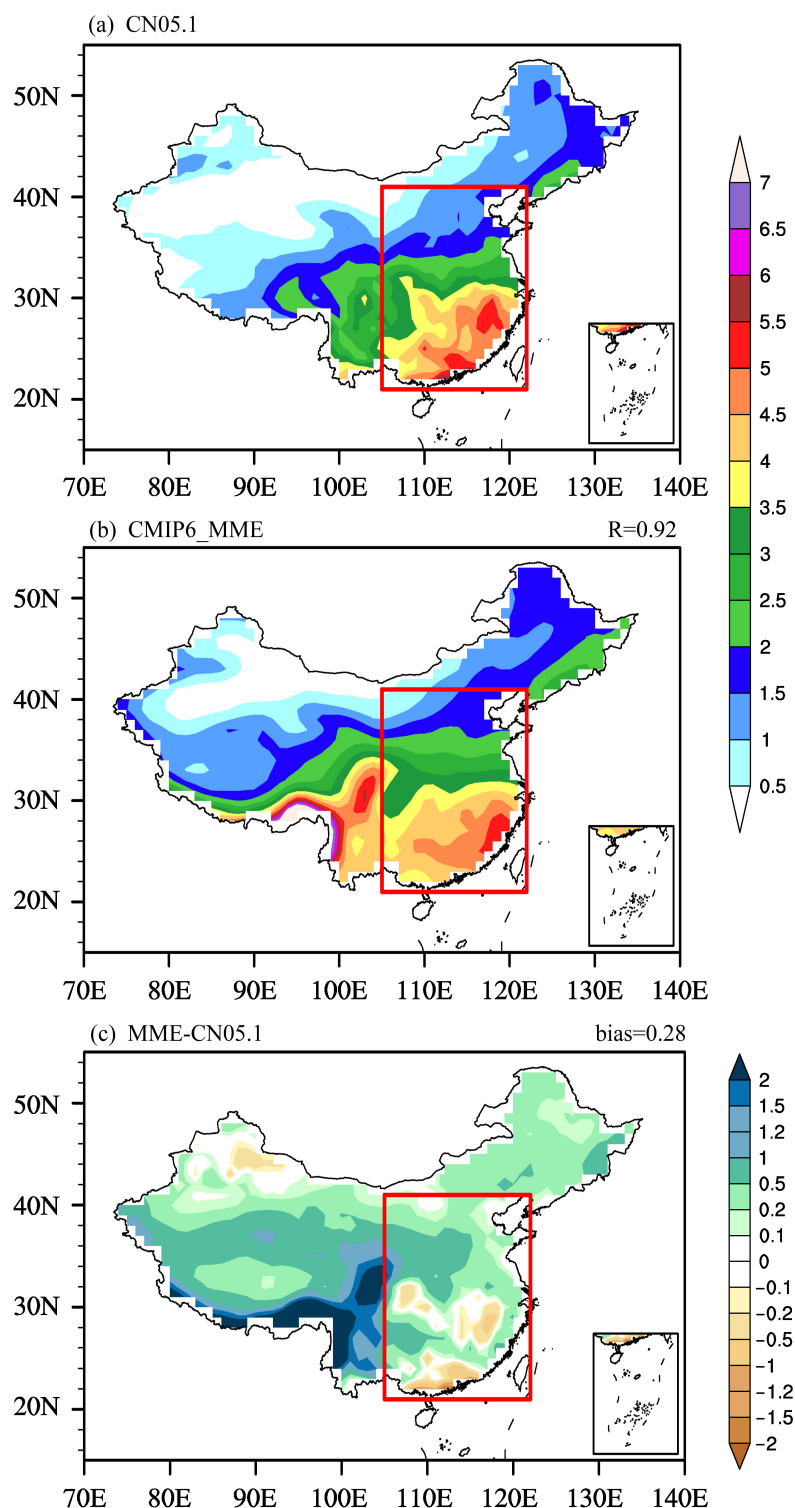 (a) CN05.1
50N
40N
30N
20N
70E 80E 90E 100E 110E 120E 130E 140E
7
6.5
6
5.5
5
4.5
4
3.5
3
2.5
2
1.5
1
0.5
(b) CMIP6_MME R=0.92
50N
40N
30N
20N
70E 80E 90E 100E 110E 120E 130E 140E
(c) MME-CN05.1 bias=0.28
50N
40N
30N
20N
70E 80E 90E 100E 110E 120E 130E 140E
2
1.5
1.2
1
0.5
0.2
0.1
0
-0.1
-0.2
-0.5
-1
-1.2
-1.5
-2